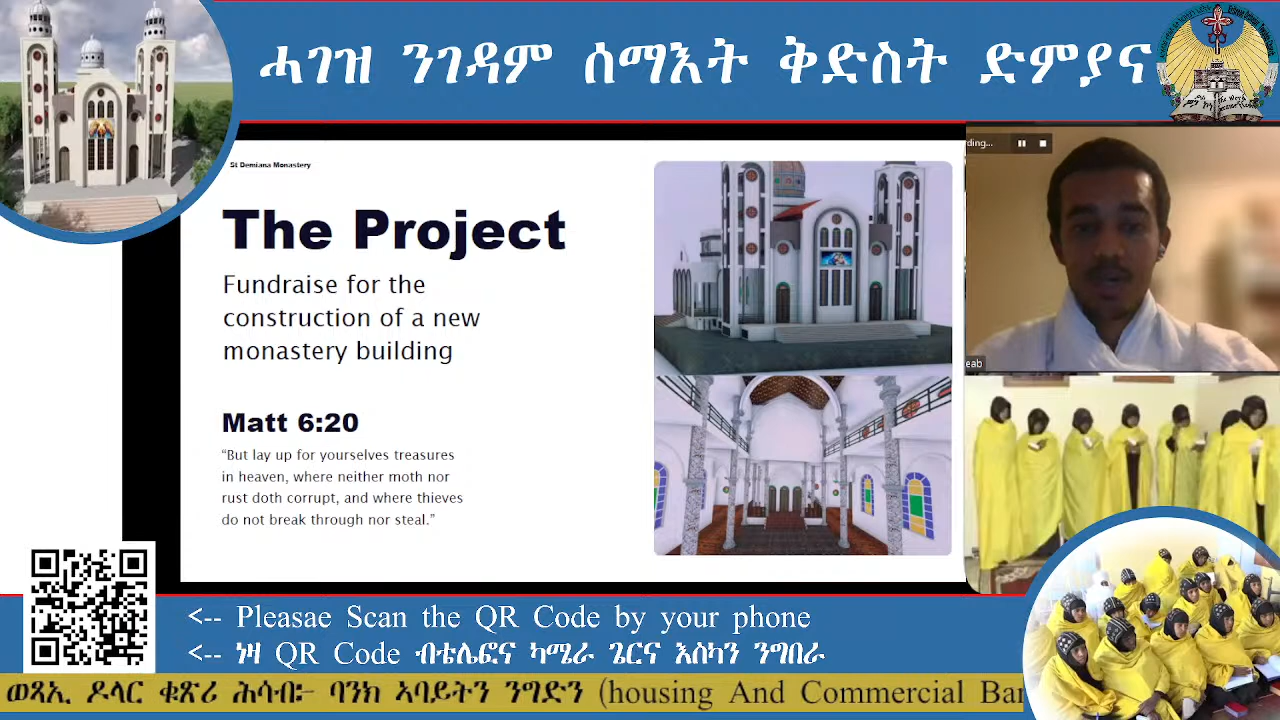 ሓገዝ ንገዳም ሰማእት ቅድስት ድምያና
St Demiana Monastery
The Project
Fundraise for the
construction of a new
monastery building
Matt 6:20
“But lay up for yourselves treasures
in heaven, where neither moth nor
rust doth corrupt, and where thieves
do not break through nor steal.”
ding...
eab
<-- Pleasae Scan the QR Code by your phone
<-- ነዛ QR Code ብቴሌፎና ካሜራ ጌርና እስካን ንግበራ
ወጻኢ ዶላር ቁጽሪ ሕሳብ፦ ባንክ ኣባይትን ንግድን (housing And Commercial Ban